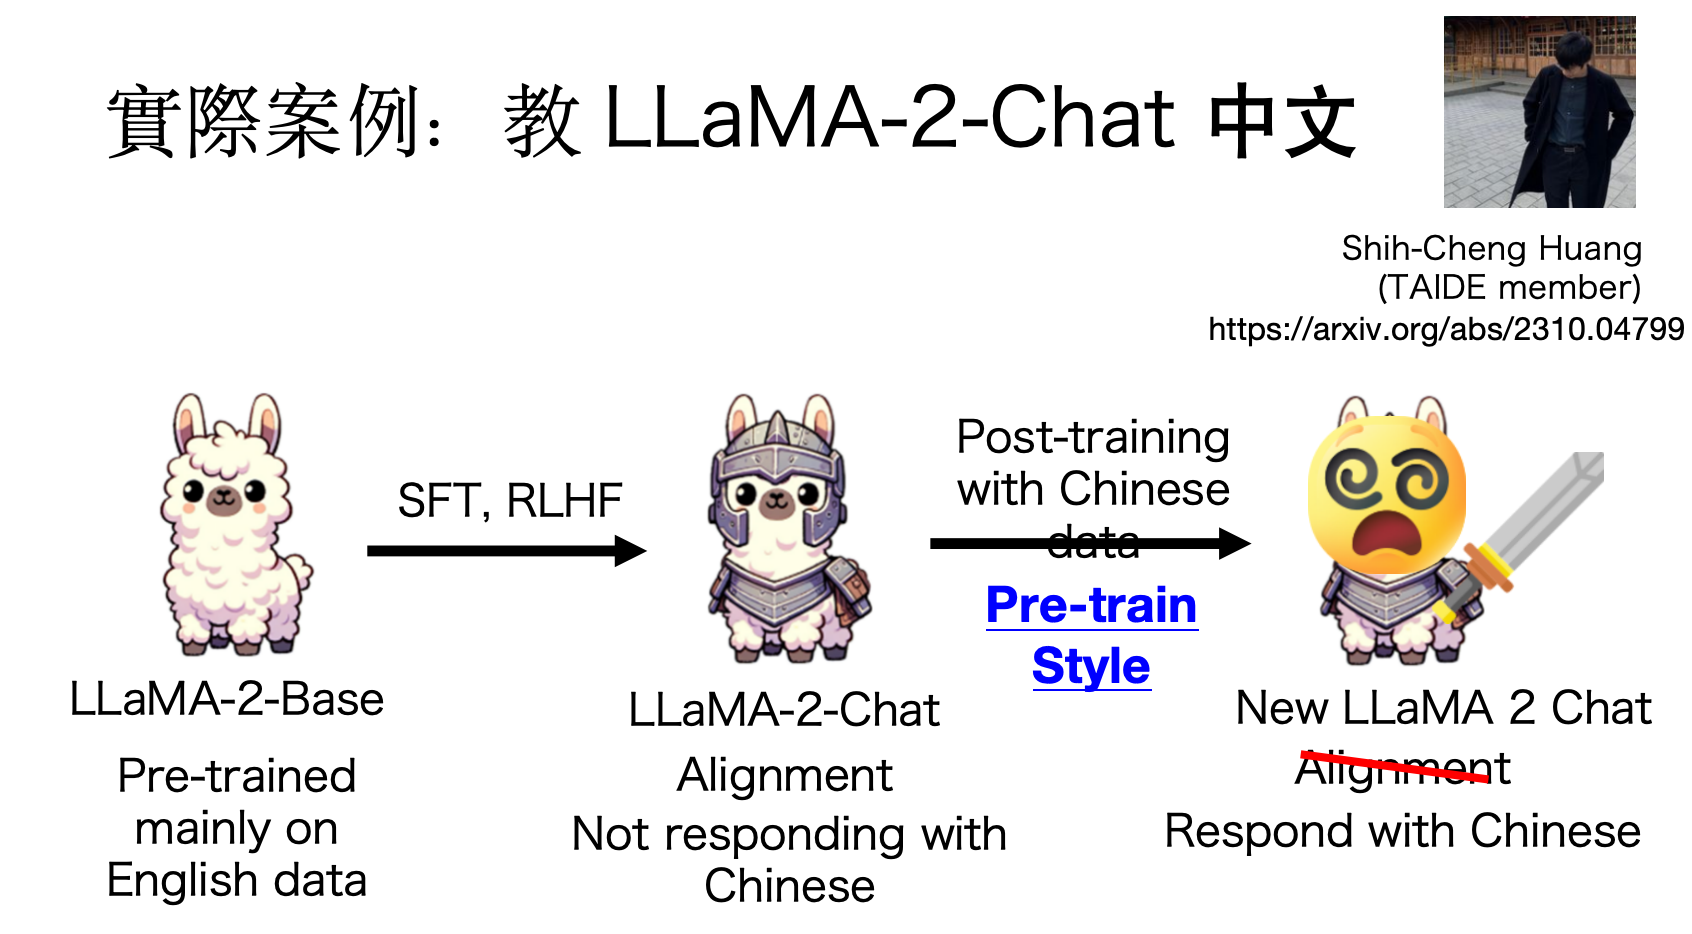 實際案例：教 LLaMA-2-Chat 中文
Shih-Cheng Huang
(TAIDE member)
https://arxiv.org/abs/2310.04799
SFT, RLHF
Post-training
with Chinese
data
Pre-train
Style
LLaMA-2-Base
Pre-trained
mainly on
English data
LLaMA-2-Chat
Alignment
Not responding with
Chinese
New LLaMA 2 Chat
Alignment
Respond with Chinese